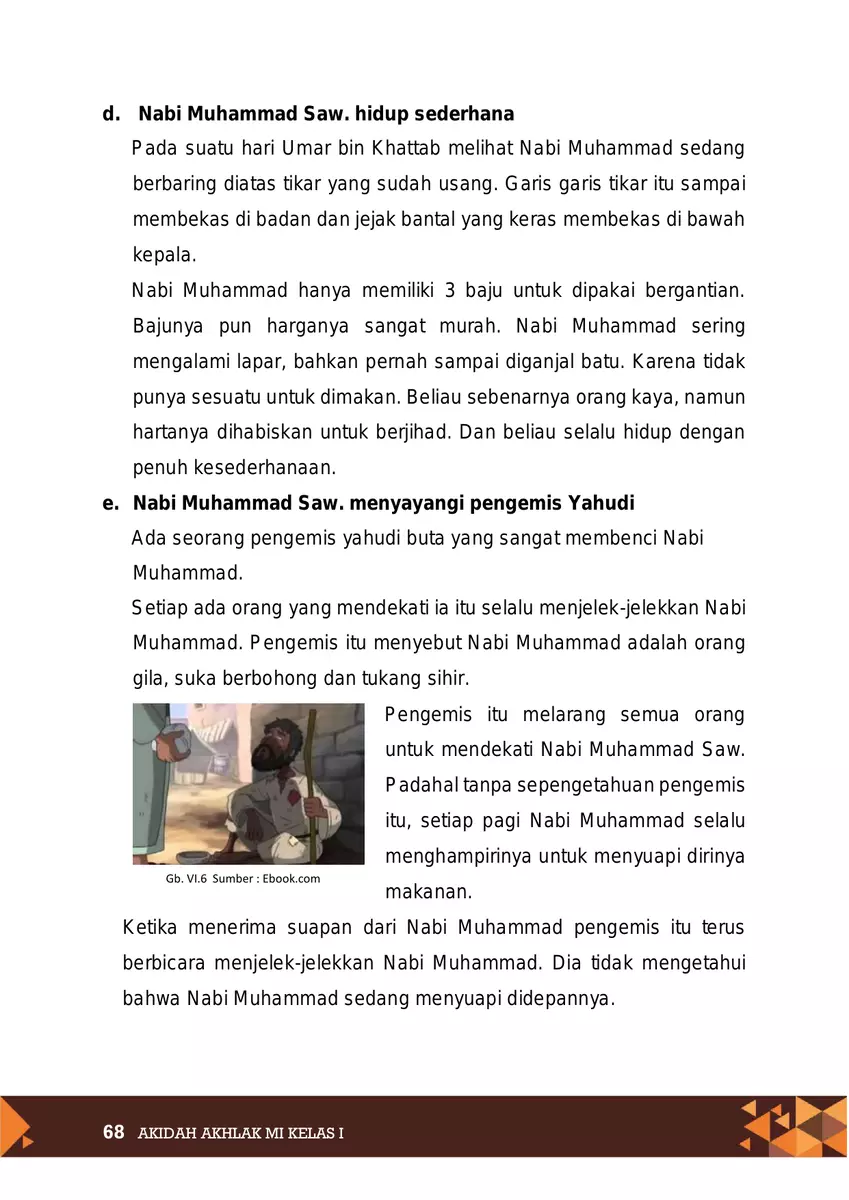 d. Nabi Muhammad Saw. hidup sederhana
Pada suatu hari Umar bin Khattab melihat Nabi Muhammad sedang
berbaring diatas tikar yang sudah usang. Garis garis tikar itu sampai
membekas di badan dan jejak bantal yang keras membekas di bawah
kepala.
Nabi Muhammad hanya memiliki 3 baju untuk dipakai bergantian.
Bajunya pun harganya sangat murah. Nabi Muhammad sering
mengalami lapar, bahkan pernah sampai diganjal batu. Karena tidak
punya sesuatu untuk dimakan. Beliau sebenarnya orang kaya, namun
hartanya dihabiskan untuk berjihad. Dan beliau selalu hidup dengan
penuh kesederhanaan.
e. Nabi Muhammad Saw. menyayangi pengemis Yahudi
Ada seorang pengemis yahudi buta yang sangat membenci Nabi
Muhammad.
Setiap ada orang yang mendekati ia itu selalu menjelek-jelekkan Nabi
Muhammad. Pengemis itu menyebut Nabi Muhammad adalah orang
gila, suka berbohong dan tukang sihir.
Pengemis itu melarang semua orang
untuk mendekati Nabi Muhammad Saw.
Padahal tanpa sepengetahuan pengemis
itu, setiap pagi Nabi Muhammad selalu
menghampirinya untuk menyuapi dirinya
makanan.
Gb. VI.6 Sumber : Ebook.com
Ketika menerima suapan dari Nabi Muhammad pengemis itu terus
berbicara menjelek-jelekkan Nabi Muhammad. Dia tidak mengetahui
bahwa Nabi Muhammad sedang menyuapi didepannya.
68 AKIDAH AKHLAK MI KELAS I